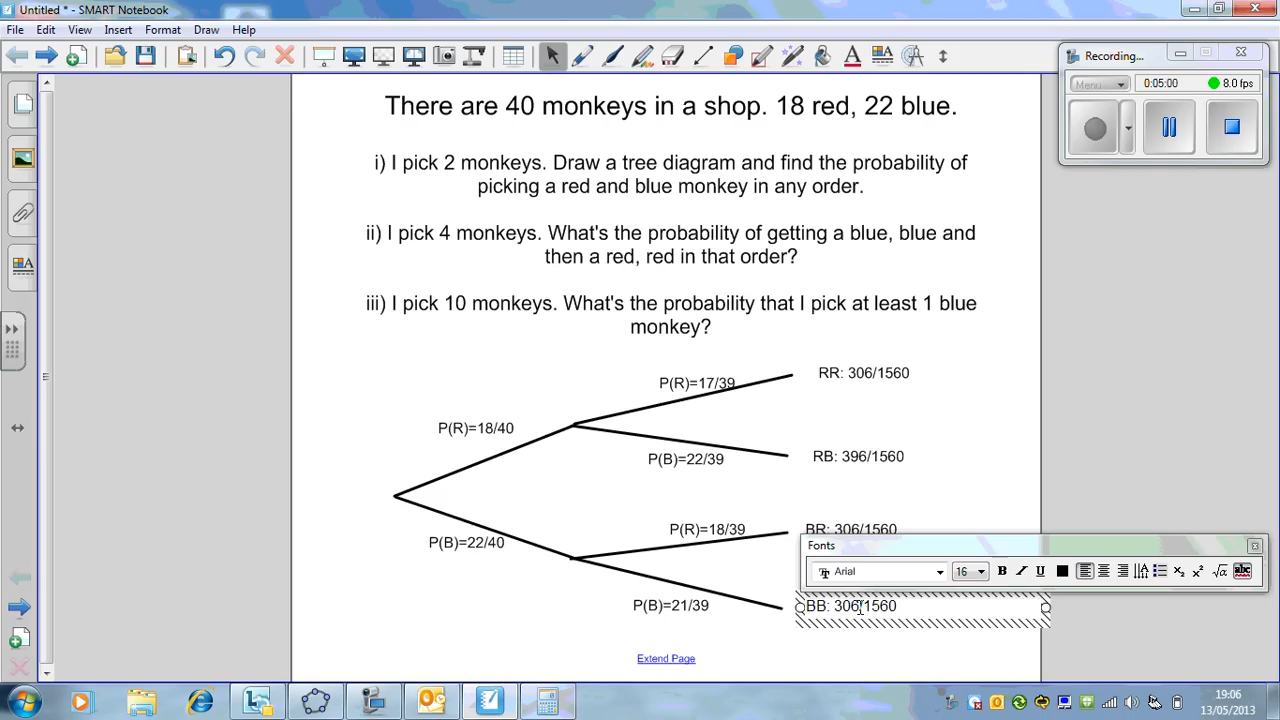 Untitled * - SMART Notebook
File Edit View Insert Format Draw Help
Recording...
Menu 0:05:00 8.0 fps
There are 40 monkeys in a shop. 18 red, 22 blue.
i) I pick 2 monkeys. Draw a tree diagram and find the probability of
picking a red and blue monkey in any order.
ii) I pick 4 monkeys. What's the probability of getting a blue, blue and
then a red, red in that order?
iii) I pick 10 monkeys. What's the probability that I pick at least 1 blue
monkey?
P(R)=17/39 RR: 306/1560
P(R)=18/40
P(B)=22/39 RB: 396/1560
P(R)=18/39 BR: 306/1560
P(B)=22/40
Fonts
Arial 16 B I U
P(B)=21/39 BB: 306/1560
Extend Page
19:06
13/05/2013